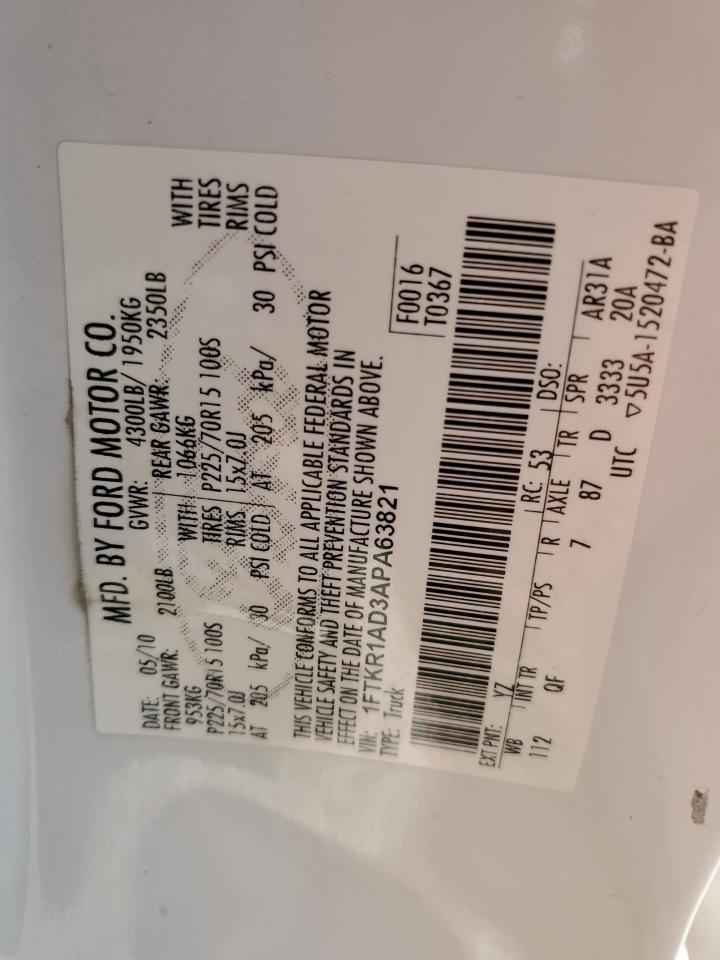 MFD. BY FORD MOTOR CO.
DATE: 05/10 GVWR: 4300LB/ 1950KG
FRONT GAWR: 2100LB REAR GAWR: 2350LB
953KG WITH 1066KG WITH
P225/70R15 100S TIRES P225/70R15 100S TIRES
15x7.0J RIMS 15x7.0J RIMS
AT 205 kPa/ 30 PSI COLD AT 205 kPa/ 30 PSI COLD
THIS VEHICLE CONFORMS TO ALL APPLICABLE FEDERAL MOTOR
VEHICLE SAFETY AND THEFT PREVENTION STANDARDS IN
EFFECT ON THE DATE OF MANUFACTURE SHOWN ABOVE.
VIN: 1FTKR1AD3APA63821
TYPE: Truck
F0016
T0367
EXT PNT: YZ RC: 53 DSO:
WB INT TR TP/PS R AXLE TR SPR AR31A
112 QF 7 87 D 3333 20A
UTC ▽5U5A-1520472-BA